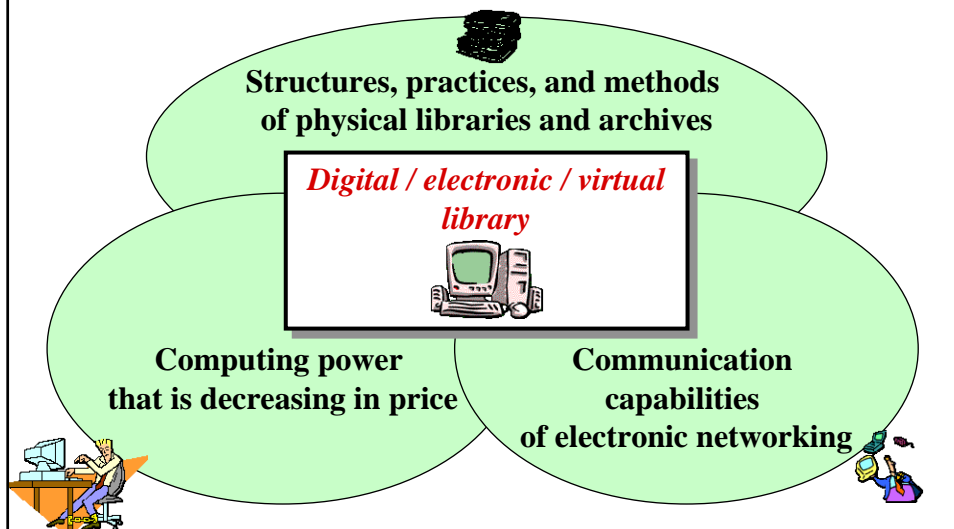 Structures, practices, and methods
of physical libraries and archives
Digital / electronic / virtual
library
Computing power
that is decreasing in price
Communication
capabilities
of electronic networking